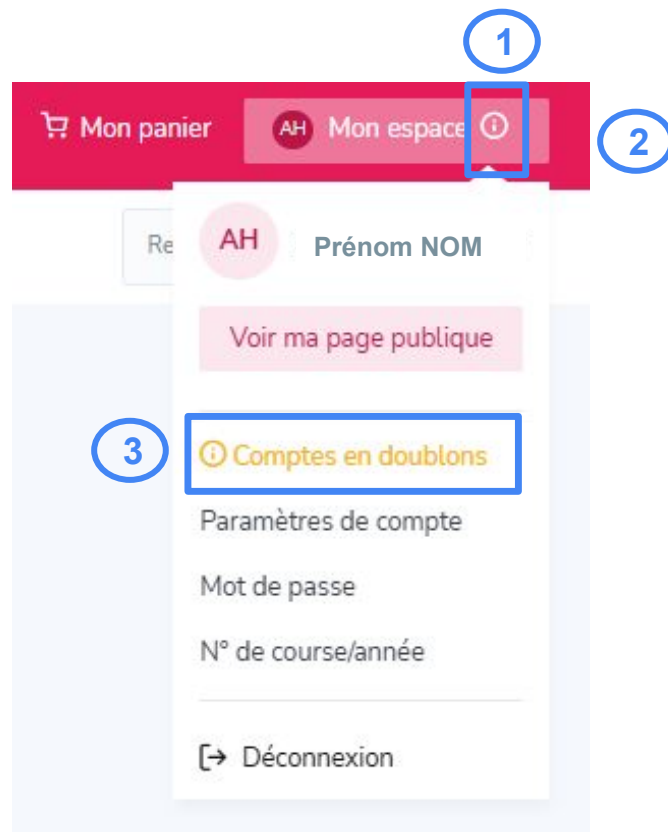 1
Mon panier
AH Mon espace
2
Re
AH Prénom NOM
Voir ma page publique
3
Comptes en doublons
Paramètres de compte
Mot de passe
N° de course/année
Déconnexion